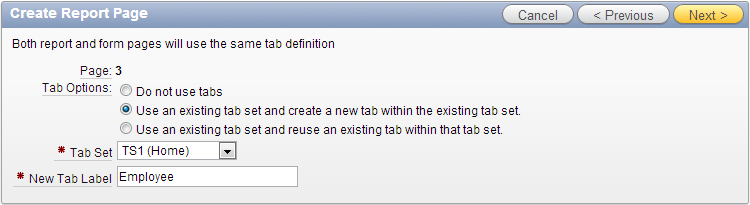 Create Report Page
Cancel
< Previous
Next >
Both report and form pages will use the same tab definition
Page: 3
Tab Options:
Do not use tabs
Use an existing tab set and create a new tab within the existing tab set.
Use an existing tab set and reuse an existing tab within that tab set.
* Tab Set TS1 (Home)
* New Tab Label Employee